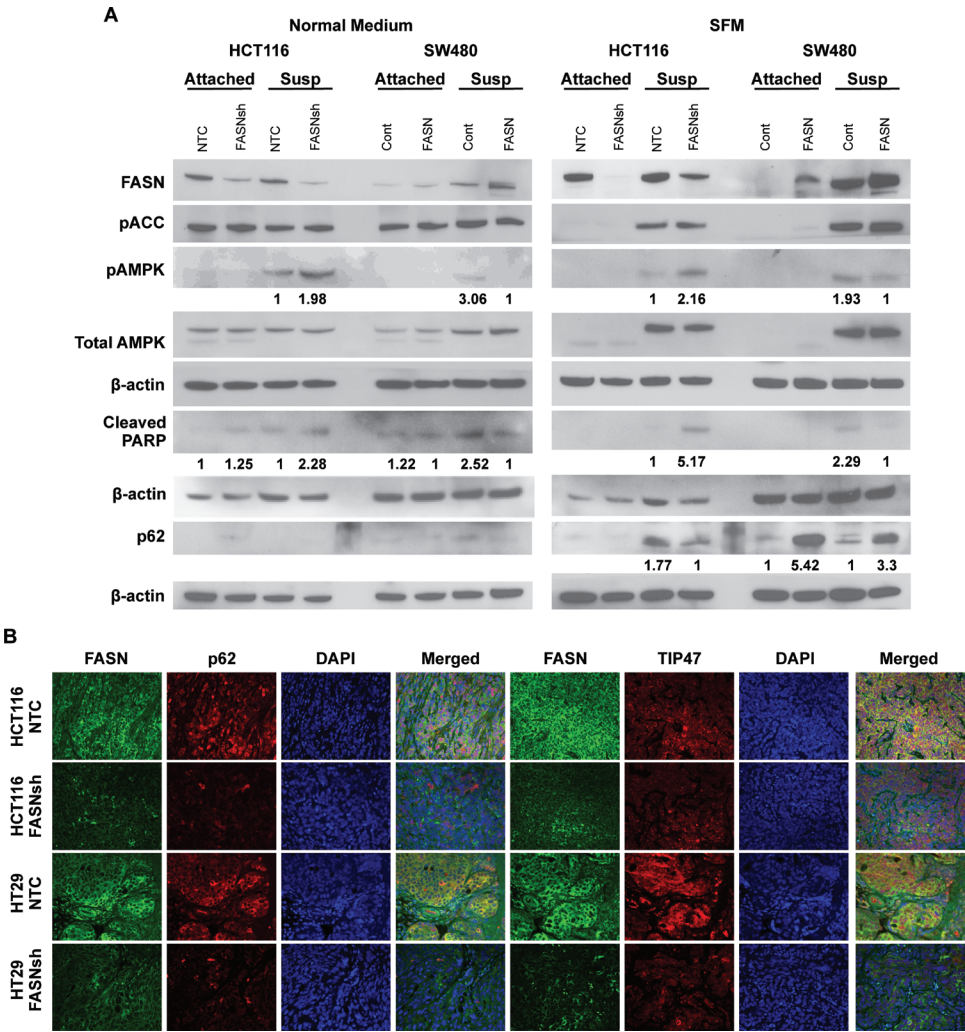 A
Normal Medium SFM
HCT116 SW480 HCT116 SW480
Attached Susp Attached Susp Attached Susp Attached Susp
NTC FASNsh NTC FASNsh Cont FASN Cont FASN NTC FASNsh NTC FASNsh Cont FASN Cont FASN
FASN
pACC
pAMPK
1 1.98 3.06 1 1 2.16 1.93 1
Total AMPK
β-actin
Cleaved
PARP
1 1.25 1 2.28 1.22 1 2.52 1 1 5.17 2.29 1
β-actin
p62
1.77 1 1 5.42 1 3.3
β-actin
B
FASN p62 DAPI Merged FASN TIP47 DAPI Merged
HCT116
NTC
HCT116
FASNsh
HT29
NTC
HT29
FASNsh